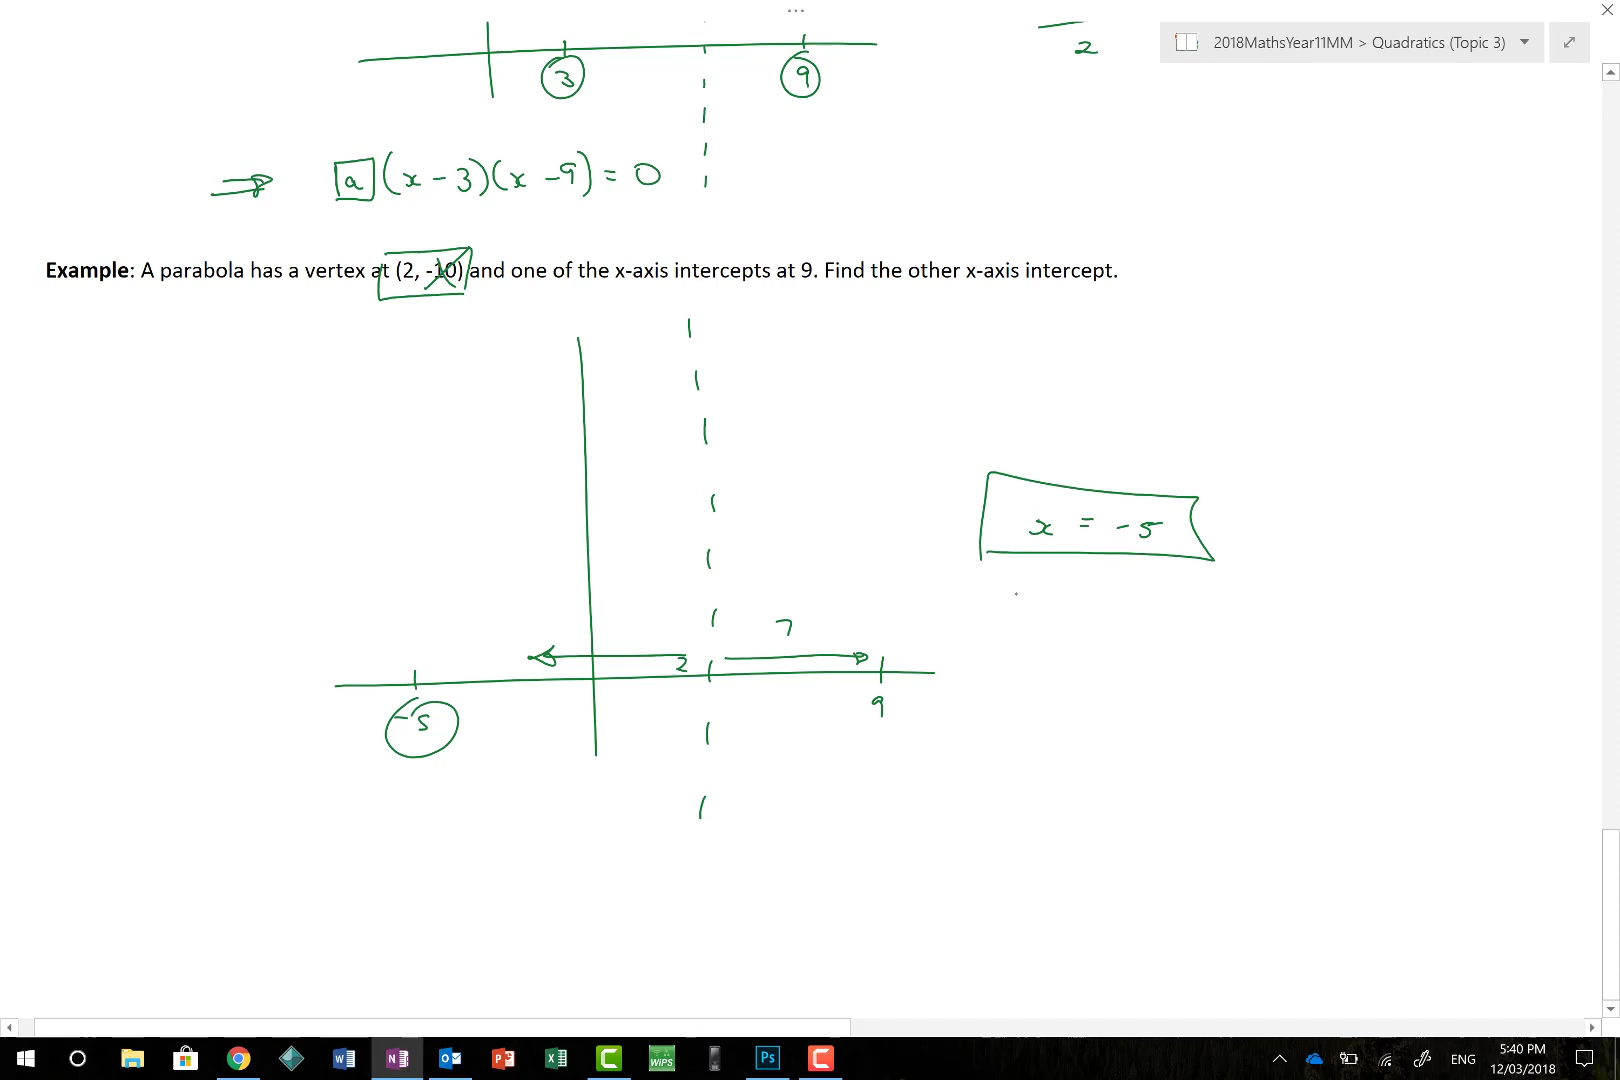 2
2018MathsYear11MM > Quadratics (Topic 3)
3
9
a (x - 3)(x - 9) = 0
Example: A parabola has a vertex at (2, -10) and one of the x-axis intercepts at 9. Find the other x-axis intercept.
x = -5
7
2
9
-5
WiPS
ENG
5:40 PM
12/03/2018